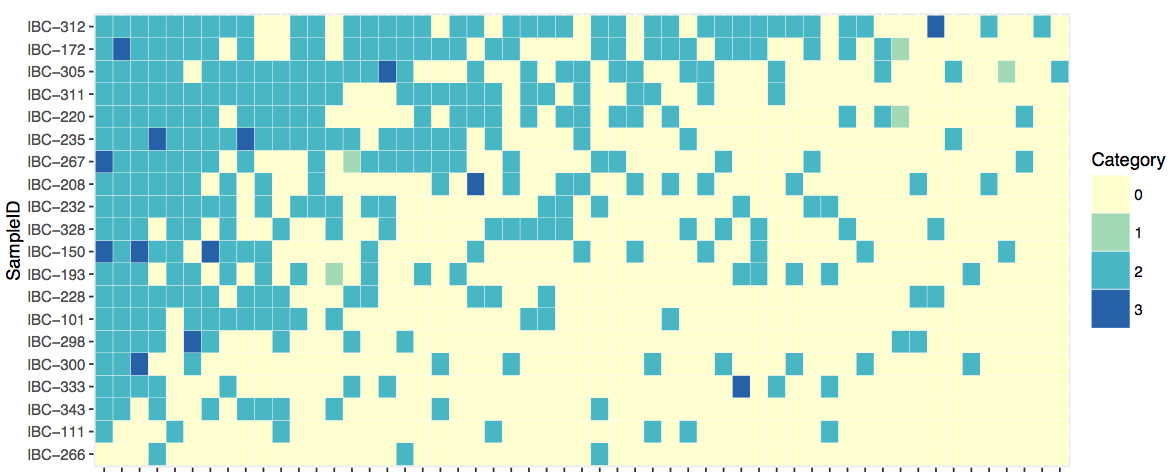 SampleID
IBC−312
IBC−172
IBC−305
IBC−311
IBC−220
IBC−235
IBC−267
IBC−208
IBC−232
IBC−328
IBC−150
IBC−193
IBC−228
IBC−101
IBC−298
IBC−300
IBC−333
IBC−343
IBC−111
IBC−266
Category
0
1
2
3